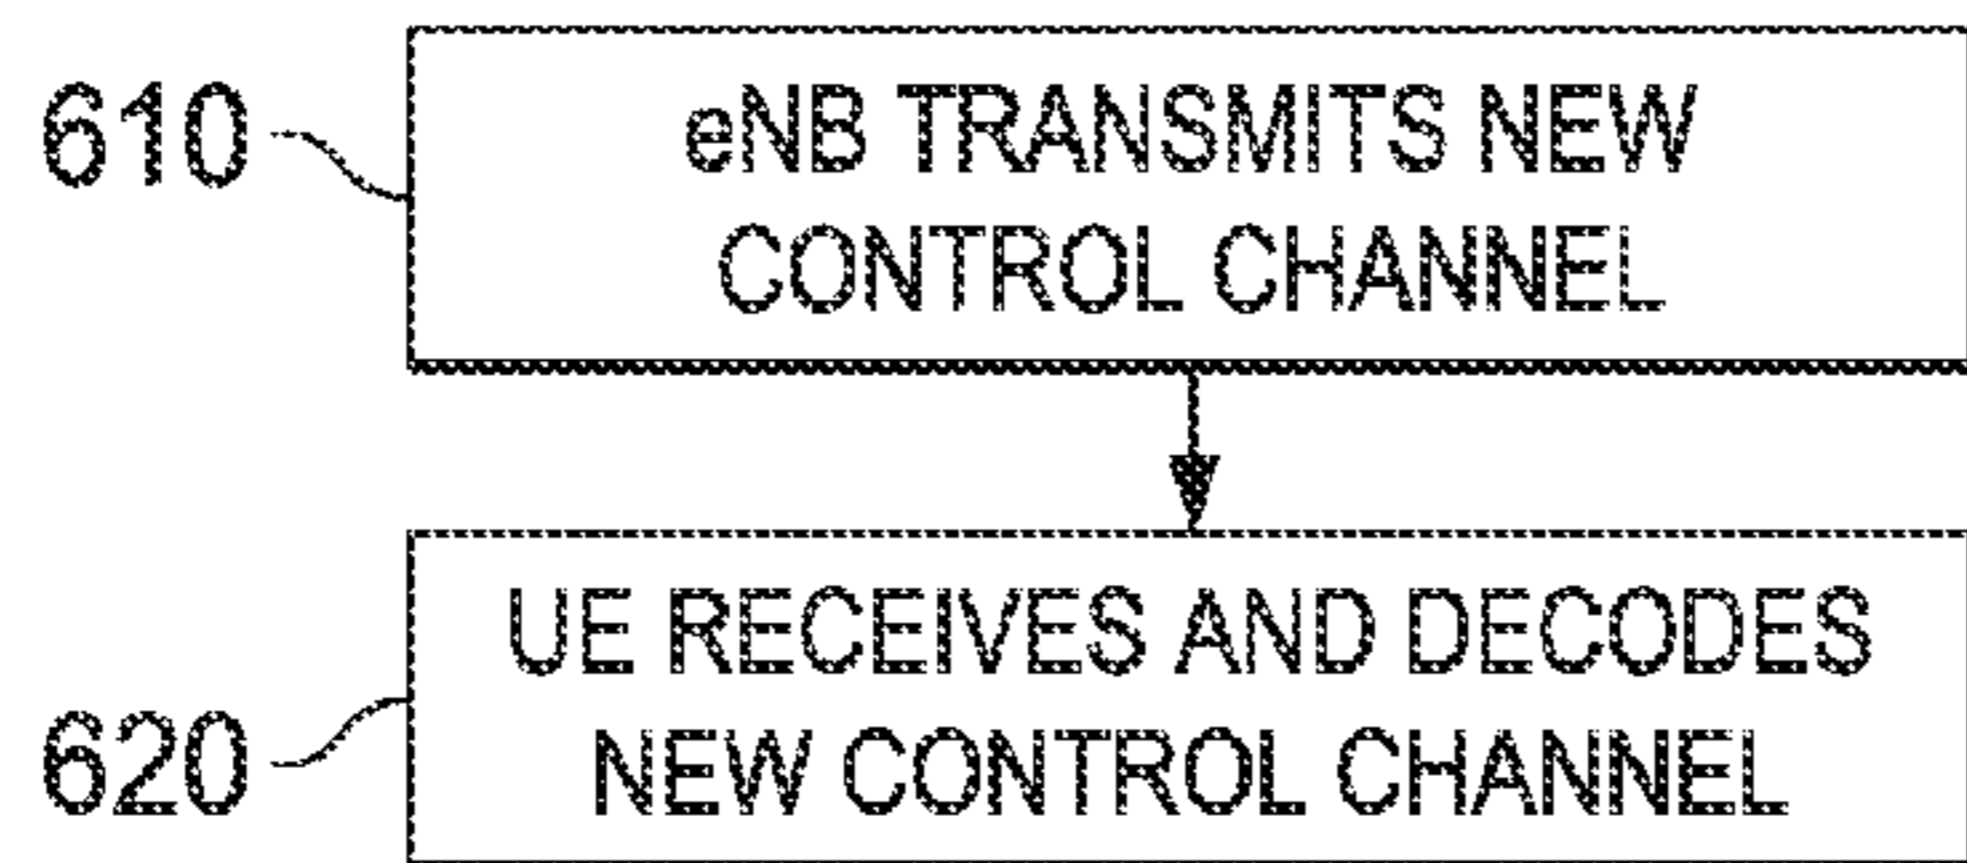 610
eNB TRANSMITS NEW
CONTROL CHANNEL
UE RECEIVES AND DECODES
NEW CONTROL CHANNEL
620